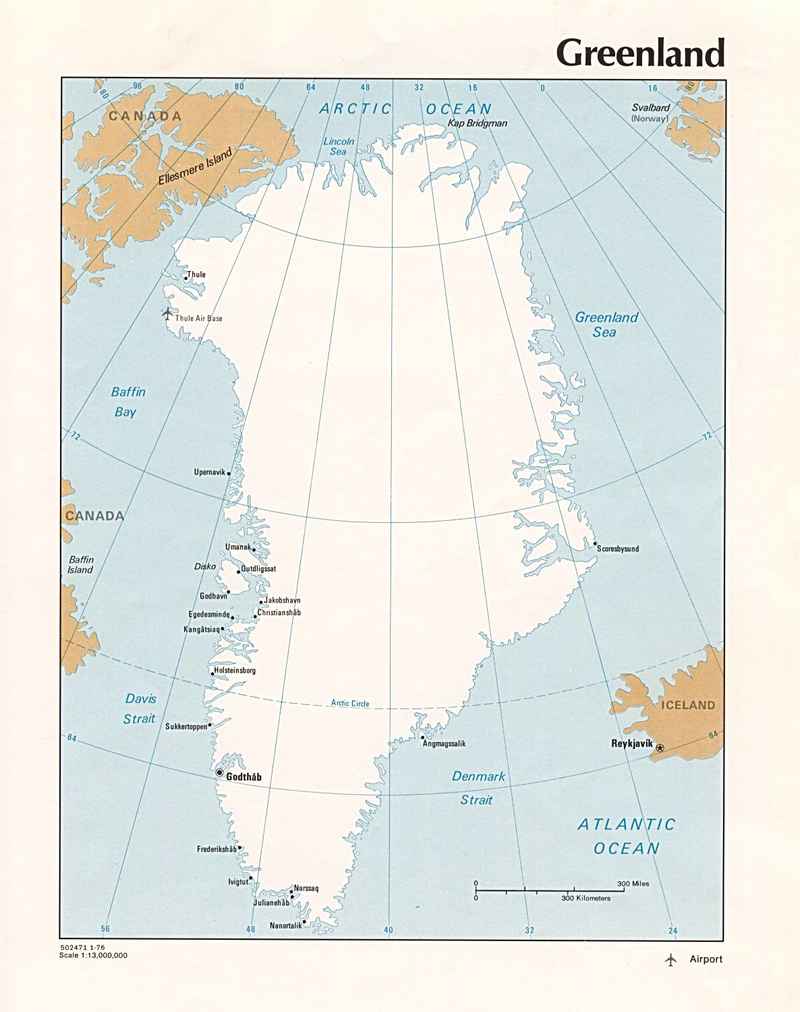 Greenland
96
80
64
48
32
16
0
16
80
80
CANADA
ARCTIC OCEAN
Kap Bridgman
Svalbard
(Norway)
Lincoln
Sea
Ellesmere Island
Thule
Thule Air Base
Greenland
Sea
Baffin
Bay
72
72
Upernavik
CANADA
Umanak
Scoresbysund
Baffin
Island
Disko
Qutdligssat
Godhavn
Jakobshavn
Egedesminde
Christianshåb
Kangâtsiaq
Holsteinsborg
Davis
Strait
Arctic Circle
ICELAND
Sukkertoppen
64
64
Angmagssalik
Reykjavík
Godthåb
Denmark
Strait
ATLANTIC
OCEAN
Frederikshåb
Ivigtut
Narssaq
Julianehåb
Nanortalik
0 300 Miles
0 300 Kilometers
56
48
40
32
24
502471 1-76
Scale 1:13,000,000
Airport